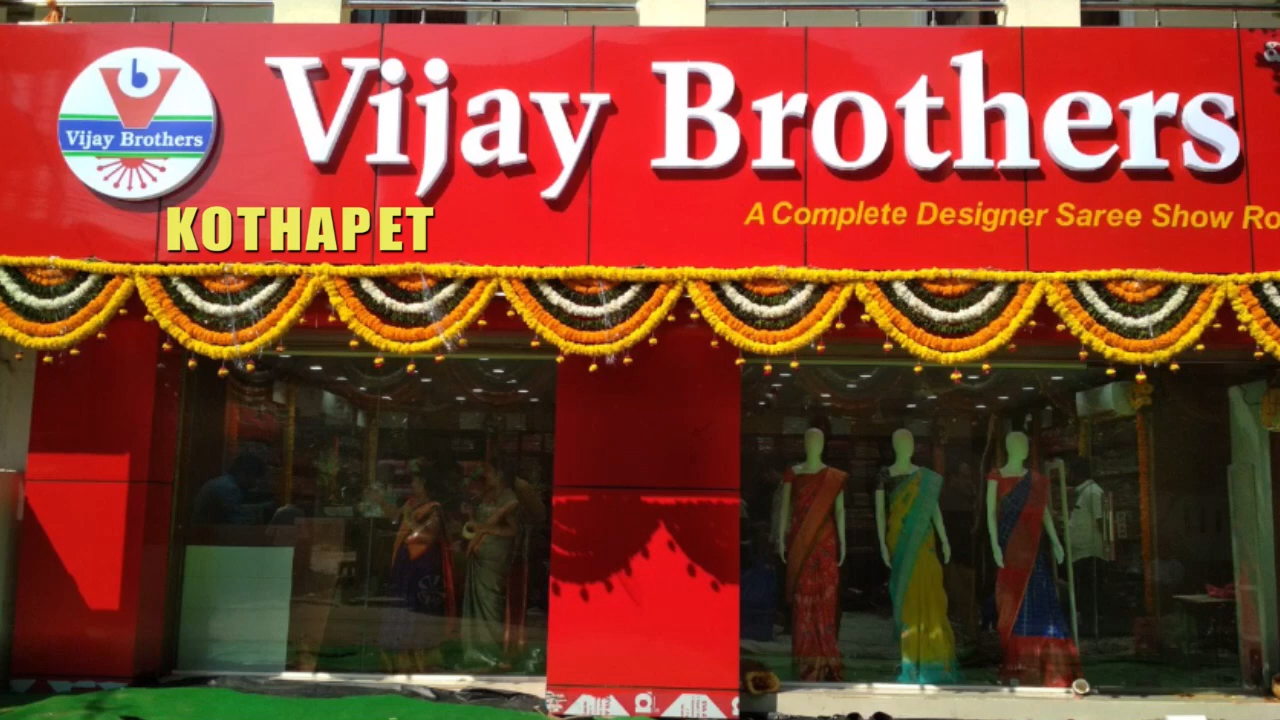 b
Vijay Brothers
Vijay Brothers
KOTHAPET
A Complete Designer Saree Show Ro